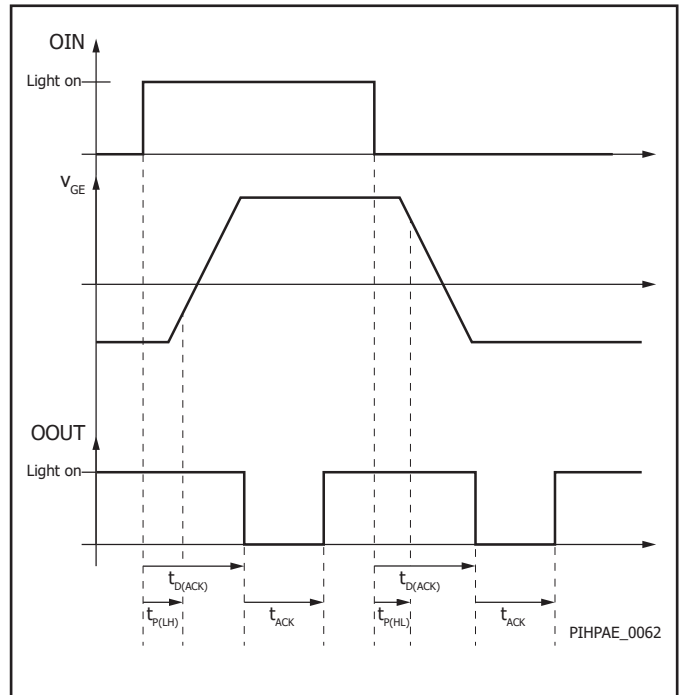 OIN
Light on
VGE
OOUT
Light on
tD(ACK) tD(ACK)
tP(LH) tACK tP(HL) tACK
PIHPAE_0062